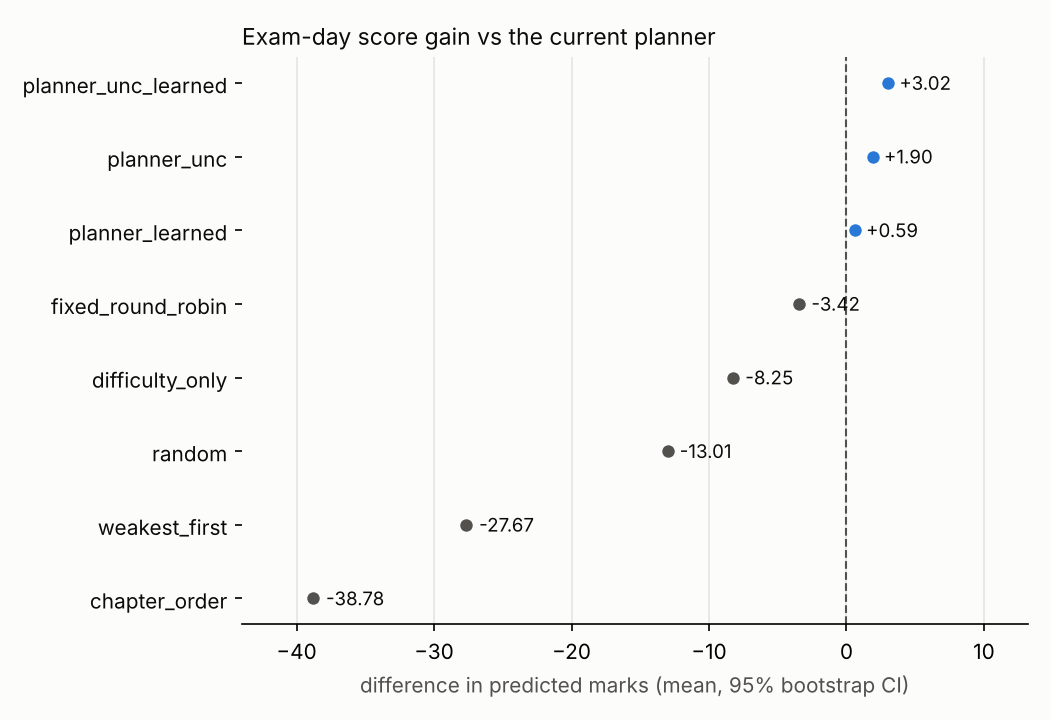 Exam-day score gain vs the current planner
planner_unc_learned
+3.02
planner_unc
+1.90
planner_learned
+0.59
fixed_round_robin
-3.42
difficulty_only
-8.25
random
-13.01
weakest_first
-27.67
chapter_order
-38.78
−40 −30 −20 −10 0 10
difference in predicted marks (mean, 95% bootstrap CI)